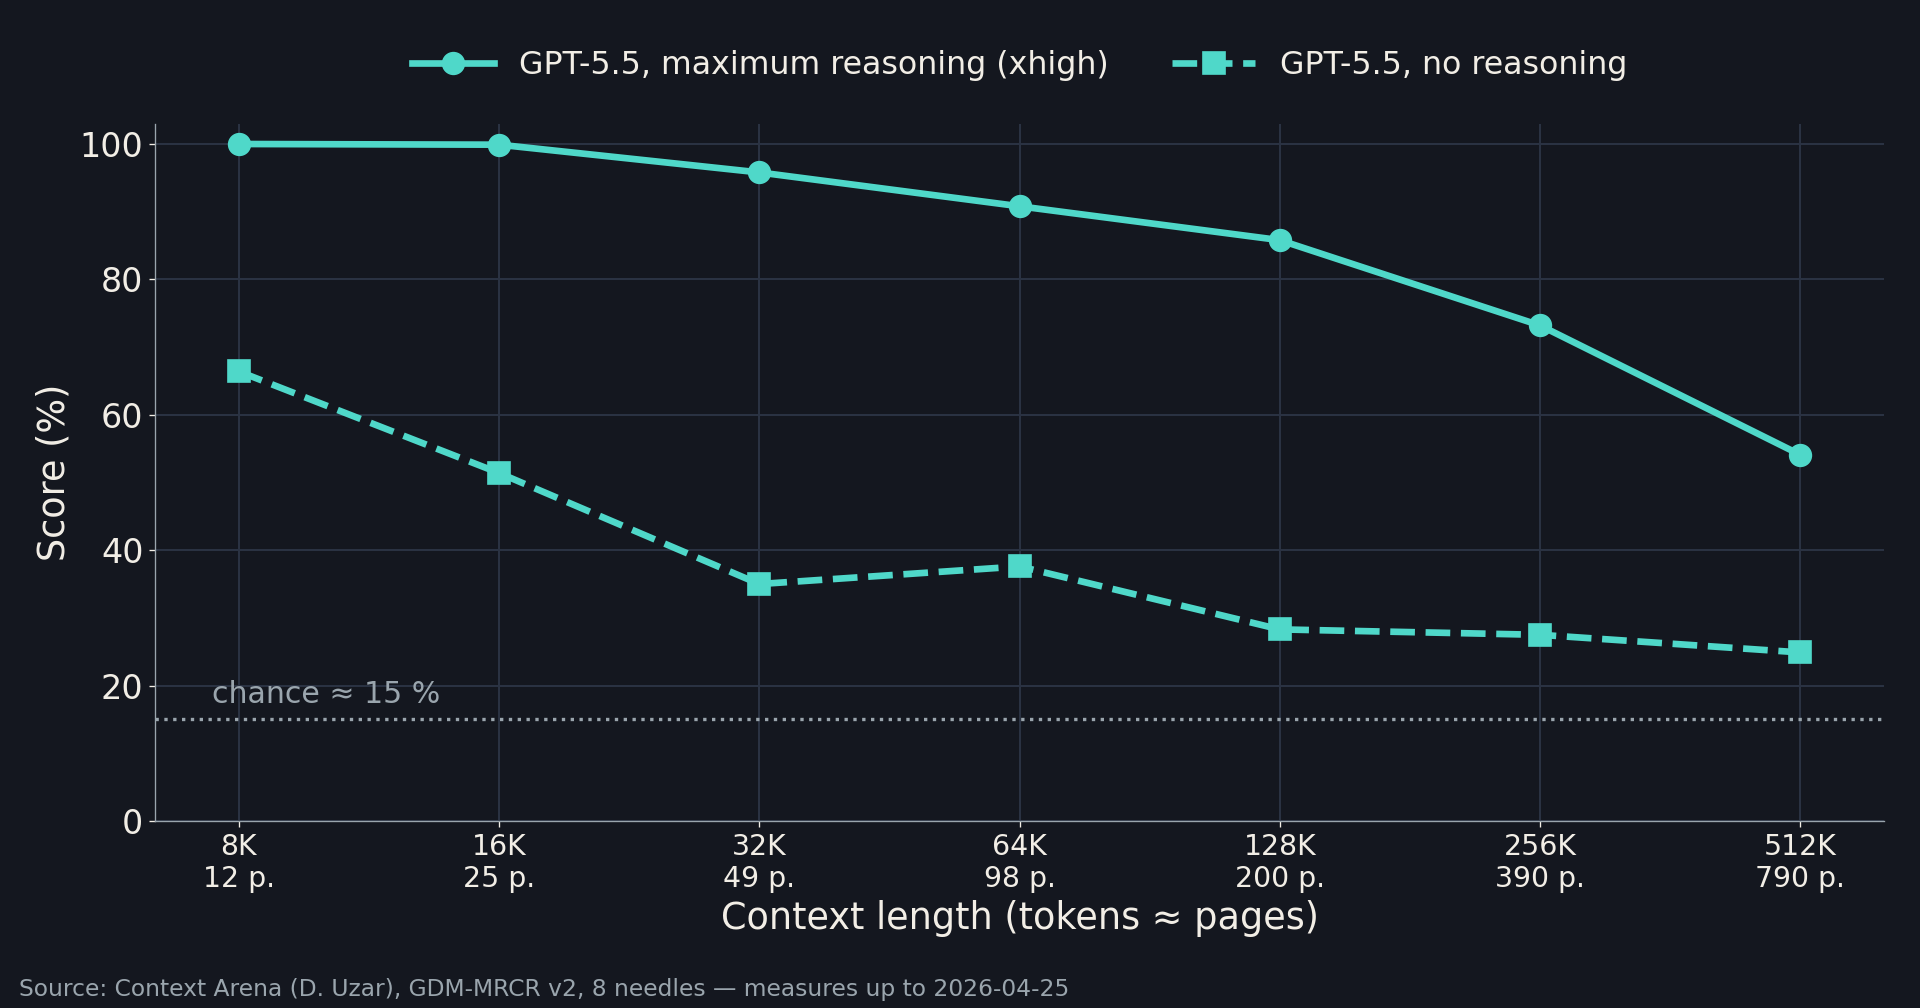 GPT-5.5, maximum reasoning (xhigh)
GPT-5.5, no reasoning
Score (%)
100
80
60
40
20
0
chance ≈ 15 %
8K 16K 32K 64K 128K 256K 512K
12 p. 25 p. 49 p. 98 p. 200 p. 390 p. 790 p.
Context length (tokens ≈ pages)
Source: Context Arena (D. Uzar), GDM-MRCR v2, 8 needles — measures up to 2026-04-25